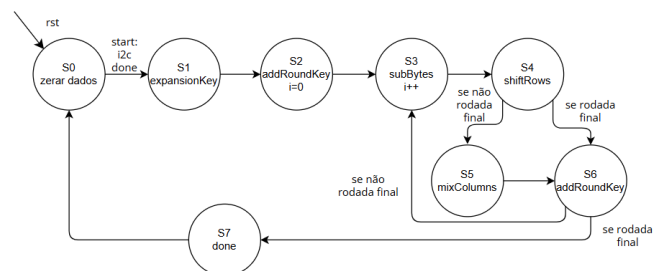 rst
S0
zerar dados
start:
i2c
done
S1
expansionKey
S2
addRoundKey
i=0
S3
subBytes
i++
S4
shiftRows
se não
rodada
final
se rodada
final
S5
mixColumns
S6
addRoundKey
se não
rodada final
S7
done
se rodada
final